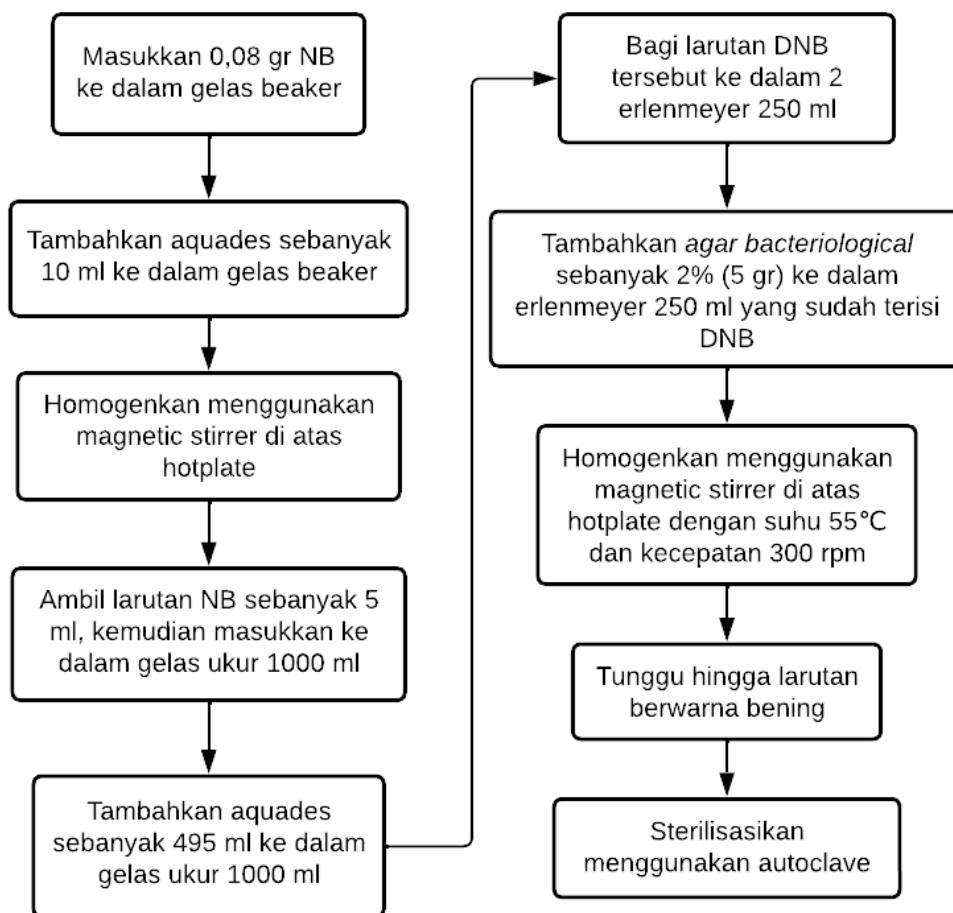 Masukkan 0,08 gr NB
ke dalam gelas beaker
Tambahkan aquades sebanyak
10 ml ke dalam gelas beaker
Homogenkan menggunakan
magnetic stirrer di atas
hotplate
Ambil larutan NB sebanyak 5
ml, kemudian masukkan ke
dalam gelas ukur 1000 ml
Tambahkan aquades
sebanyak 495 ml ke dalam
gelas ukur 1000 ml
Bagi larutan DNB
tersebut ke dalam 2
erlenmeyer 250 ml
Tambahkan agar bacteriological
sebanyak 2% (5 gr) ke dalam
erlenmeyer 250 ml yang sudah terisi
DNB
Homogenkan menggunakan
magnetic stirrer di atas
hotplate dengan suhu 55℃
dan kecepatan 300 rpm
Tunggu hingga larutan
berwarna bening
Sterilisasikan
menggunakan autoclave